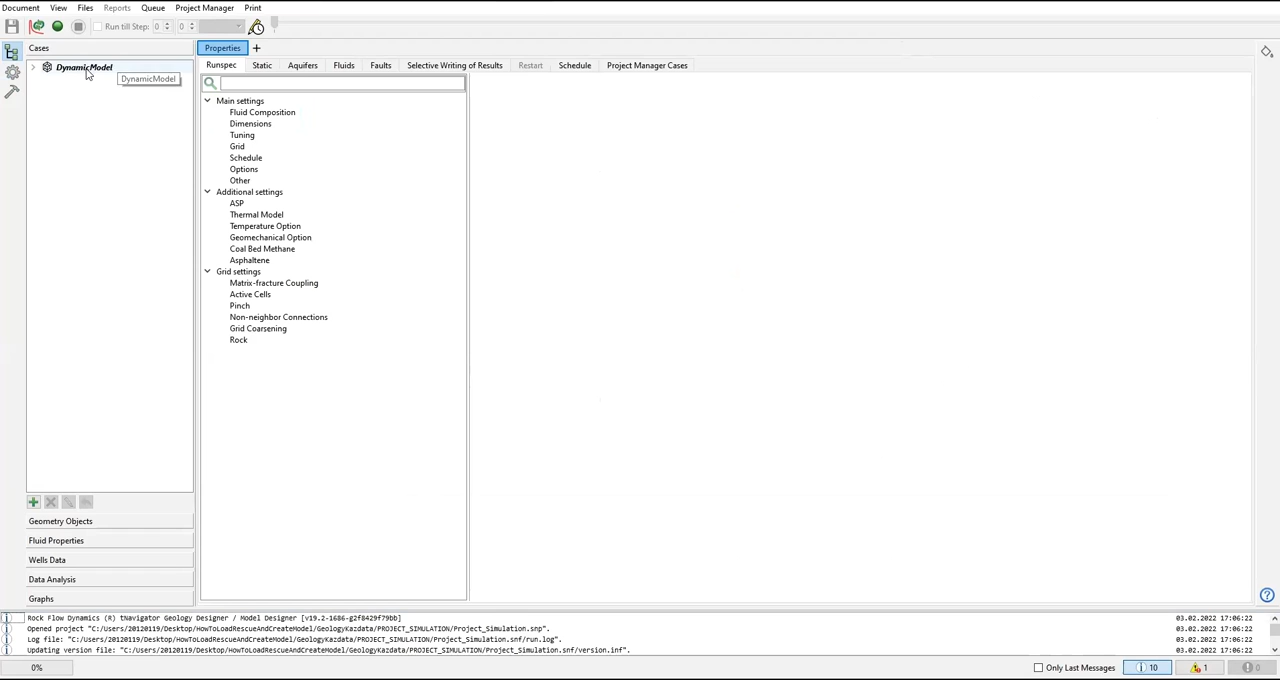 Document View Files Reports Queue Project Manager Print
Run till Step: 0 0
Cases
DynamicModel
DynamicModel
Properties
Runspec Static Aquifers Fluids Faults Selective Writing of Results Restart Schedule Project Manager Cases
Main settings
Fluid Composition
Dimensions
Tuning
Grid
Schedule
Options
Other
Additional settings
ASP
Thermal Model
Temperature Option
Geomechanical Option
Coal Bed Methane
Asphaltene
Grid settings
Matrix-fracture Coupling
Active Cells
Pinch
Non-neighbor Connections
Grid Coarsening
Rock
Geometry Objects
Fluid Properties
Wells Data
Data Analysis
Graphs
Rock Flow Dynamics (R) tNavigator Geology Designer / Model Designer [v19.2-1686-g2f8429f79bb] 03.02.2022 17:06:22
Opened project "C:/Users/20120119/Desktop/HowToLoadRescueAndCreateModel/GeologyKazdata/PROJECT_SIMULATION/Project_Simulation.snp". 03.02.2022 17:06:22
Log file: "C:/Users/20120119/Desktop/HowToLoadRescueAndCreateModel/GeologyKazdata/PROJECT_SIMULATION/Project_Simulation.snf/run.log". 03.02.2022 17:06:22
Updating version file: "C:/Users/20120119/Desktop/HowToLoadRescueAndCreateModel/GeologyKazdata/PROJECT_SIMULATION/Project_Simulation.snf/version.inf". 03.02.2022 17:06:22
0% Only Last Messages 10 1 0